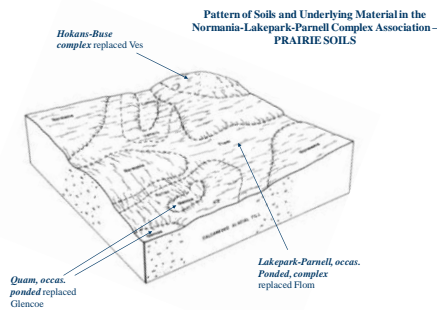 Pattern of Soils and Underlying Material in the
Normania-Lakepark-Parnell Complex Association –
PRAIRIE SOILS
Hokans-Buse
complex replaced Ves
Lakepark-Parnell, occas.
Ponded, complex
replaced Flom
Quam, occas.
ponded replaced
Glencoe